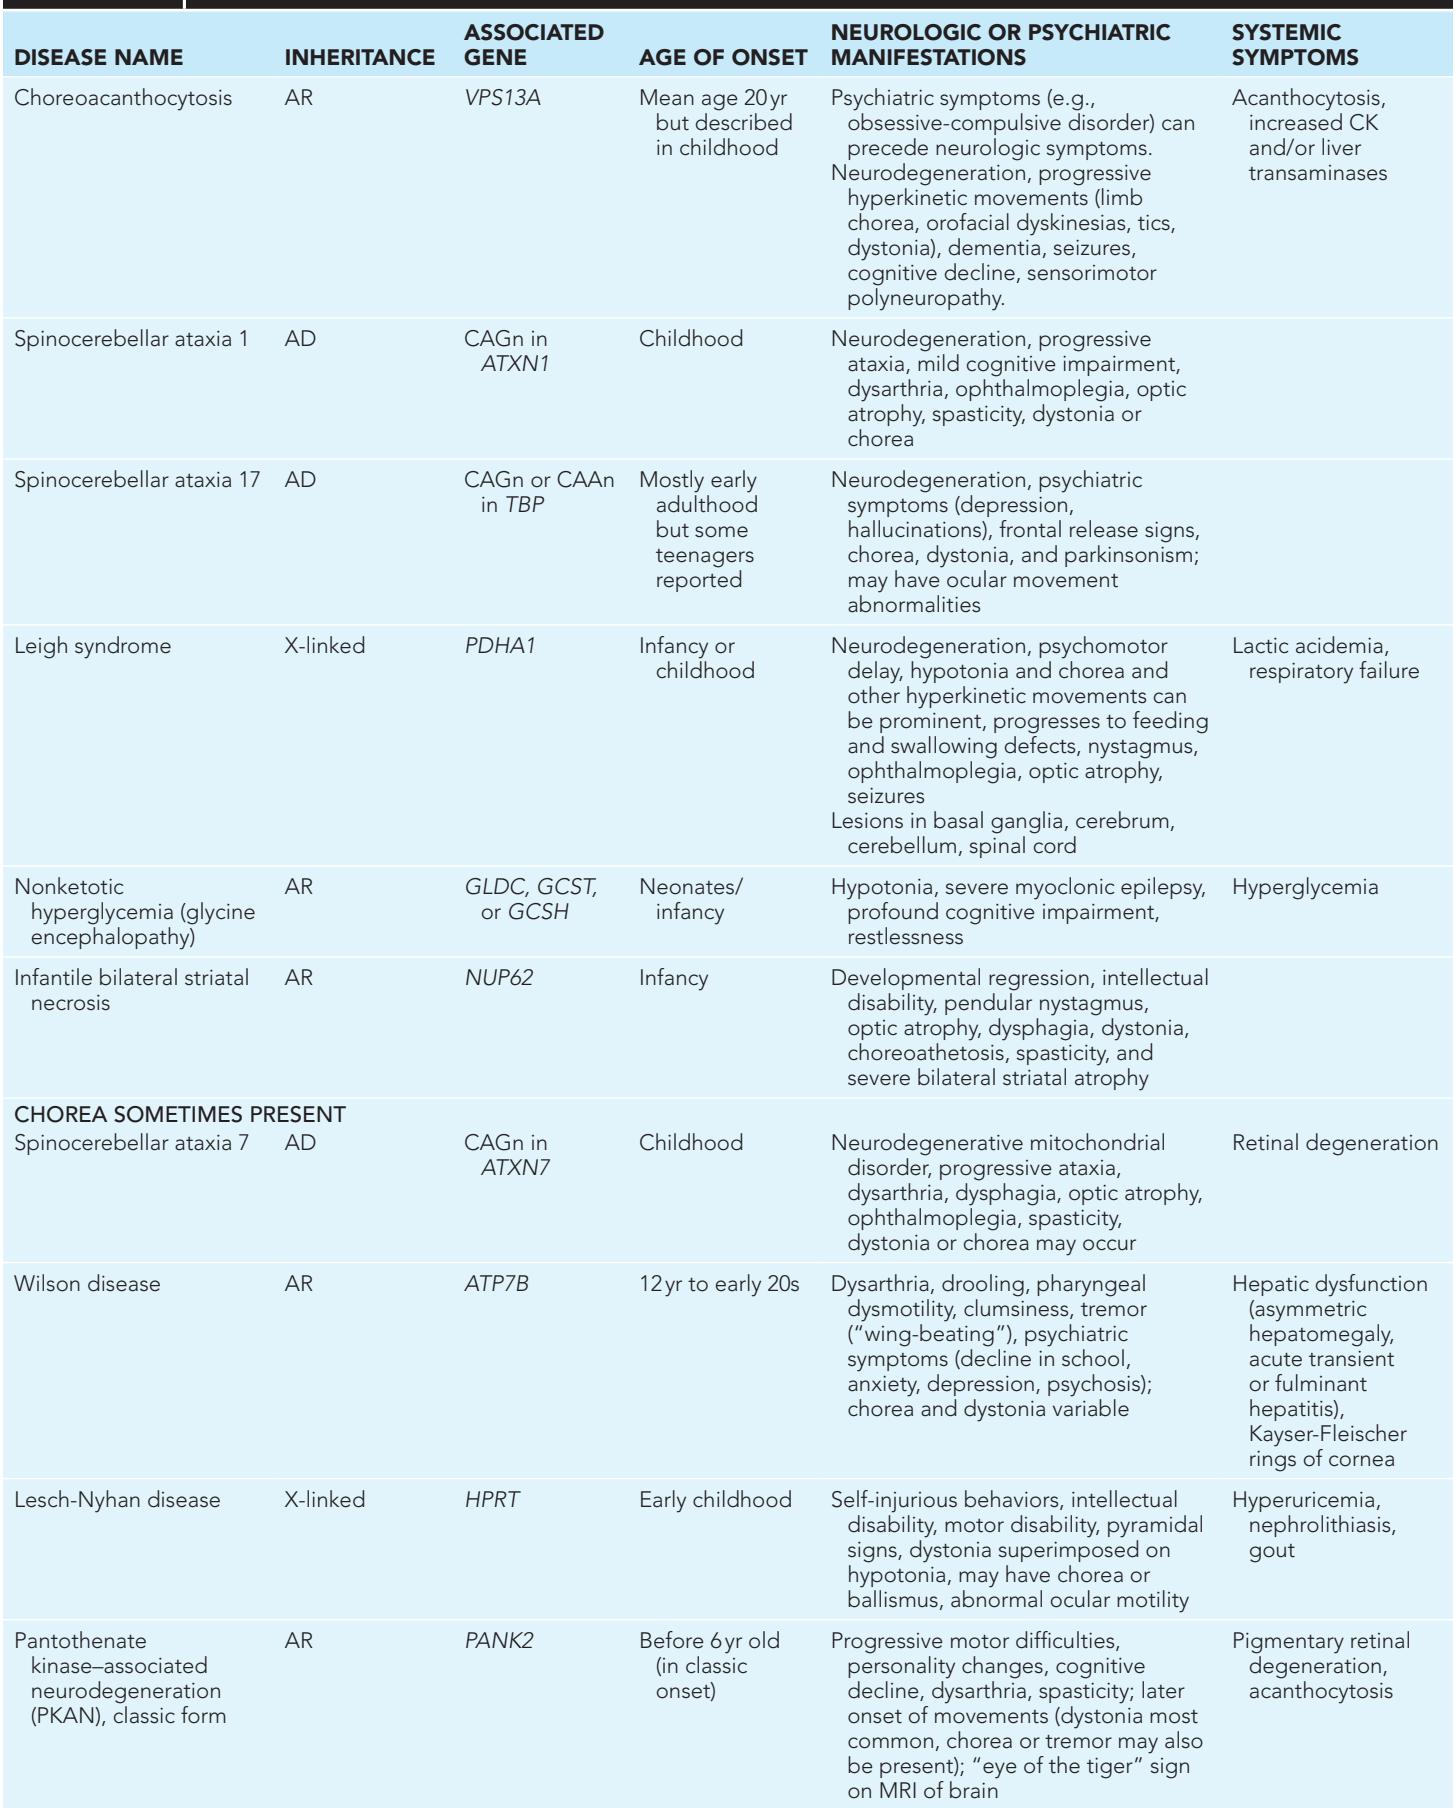 DISEASE NAME
INHERITANCE
ASSOCIATED
GENE
AGE OF ONSET
NEUROLOGIC OR PSYCHIATRIC
MANIFESTATIONS
SYSTEMIC
SYMPTOMS
Choreoacanthocytosis
AR
VPS13A
Mean age 20 yr
but described
in childhood
Psychiatric symptoms (e.g.,
obsessive-compulsive disorder) can
precede neurologic symptoms.
Neurodegeneration, progressive
hyperkinetic movements (limb
chorea, orofacial dyskinesias, tics,
dystonia), dementia, seizures,
cognitive decline, sensorimotor
polyneuropathy.
Acanthocytosis,
increased CK
and/or liver
transaminases
Spinocerebellar ataxia 1
AD
CAGn in
ATXN1
Childhood
Neurodegeneration, progressive
ataxia, mild cognitive impairment,
dysarthria, ophthalmoplegia, optic
atrophy, spasticity, dystonia or
chorea
Spinocerebellar ataxia 17
AD
CAGn or CAAn
in TBP
Mostly early
adulthood
but some
teenagers
reported
Neurodegeneration, psychiatric
symptoms (depression,
hallucinations), frontal release signs,
chorea, dystonia, and parkinsonism;
may have ocular movement
abnormalities
Leigh syndrome
X-linked
PDHA1
Infancy or
childhood
Neurodegeneration, psychomotor
delay, hypotonia and chorea and
other hyperkinetic movements can
be prominent, progresses to feeding
and swallowing defects, nystagmus,
ophthalmoplegia, optic atrophy,
seizures
Lesions in basal ganglia, cerebrum,
cerebellum, spinal cord
Lactic acidemia,
respiratory failure
Nonketotic
hyperglycemia (glycine
encephalopathy)
AR
GLDC, GCST,
or GCSH
Neonates/
infancy
Hypotonia, severe myoclonic epilepsy,
profound cognitive impairment,
restlessness
Hyperglycemia
Infantile bilateral striatal
necrosis
AR
NUP62
Infancy
Developmental regression, intellectual
disability, pendular nystagmus,
optic atrophy, dysphagia, dystonia,
choreoathetosis, spasticity, and
severe bilateral striatal atrophy
CHOREA SOMETIMES PRESENT
Spinocerebellar ataxia 7
AD
CAGn in
ATXN7
Childhood
Neurodegenerative mitochondrial
disorder, progressive ataxia,
dysarthria, dysphagia, optic atrophy,
ophthalmoplegia, spasticity,
dystonia or chorea may occur
Retinal degeneration
Wilson disease
AR
ATP7B
12 yr to early 20s
Dysarthria, drooling, pharyngeal
dysmotility, clumsiness, tremor
(“wing-beating”), psychiatric
symptoms (decline in school,
anxiety, depression, psychosis);
chorea and dystonia variable
Hepatic dysfunction
(asymmetric
hepatomegaly,
acute transient
or fulminant
hepatitis),
Kayser-Fleischer
rings of cornea
Lesch-Nyhan disease
X-linked
HPRT
Early childhood
Self-injurious behaviors, intellectual
disability, motor disability, pyramidal
signs, dystonia superimposed on
hypotonia, may have chorea or
ballismus, abnormal ocular motility
Hyperuricemia,
nephrolithiasis,
gout
Pantothenate
kinase–associated
neurodegeneration
(PKAN), classic form
AR
PANK2
Before 6 yr old
(in classic
onset)
Progressive motor difficulties,
personality changes, cognitive
decline, dysarthria, spasticity; later
onset of movements (dystonia most
common, chorea or tremor may also
be present); “eye of the tiger” sign
on MRI of brain
Pigmentary retinal
degeneration,
acanthocytosis